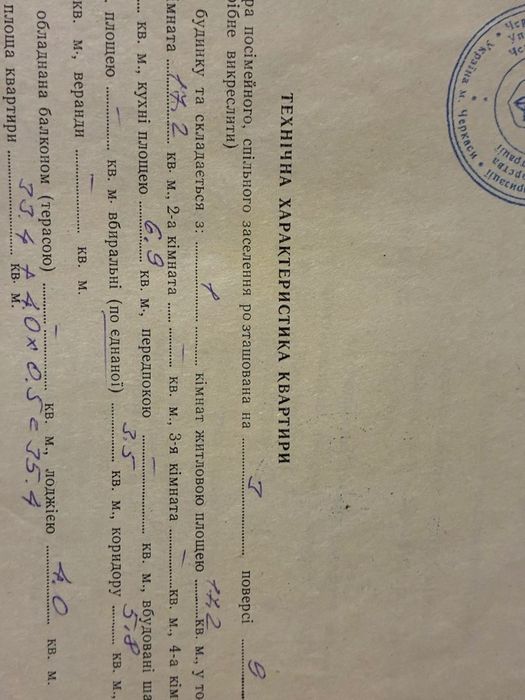 ТЕХНІЧНА ХАРАКТЕРИСТИКА КВАРТИРИ
ра посімейного, спільного заселення розташована на 7 поверсі 9
рібне викреслити)
будинку та складається з: 1 кімнат житловою площею 17,2 кв. м., у то
імната 17,2 кв. м., 2-а кімната – кв. м., 3-я кімната – кв. м., 4-а кім
кв. м., кухні площею 6.9 кв. м., передпокою – кв. м., вбудовані ша
площею – кв. м. вбиральні (по єднаної) 3.5 кв. м., коридору 5.8 кв. м.,
кв. м., веранди – кв. м.
обладнана балконом (терасою) – кв. м., лоджією 4.0 кв. м.
площа квартири 33.4 + 4.0 × 0.5 = 35.4 кв. м.
Україна м. Черкаси